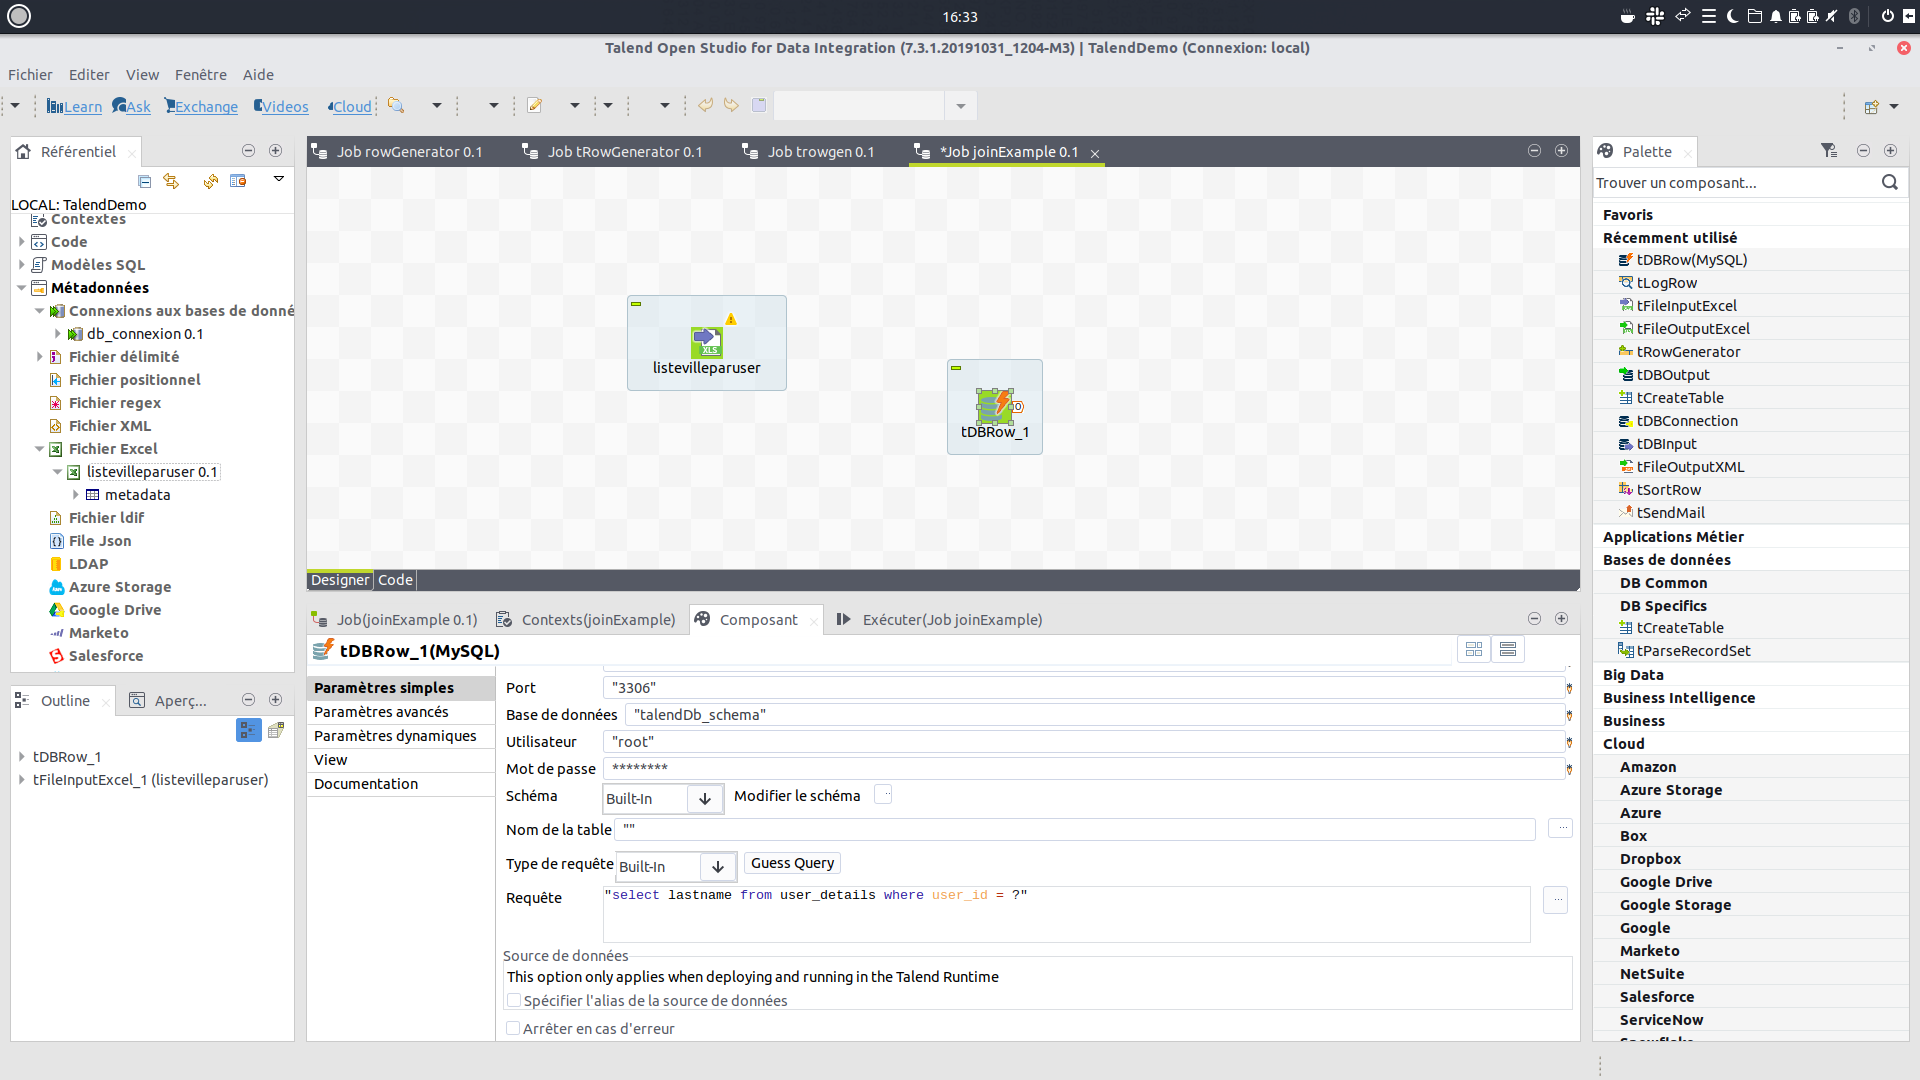 16:33
Talend Open Studio for Data Integration (7.3.1.20191031_1204-M3) | TalendDemo (Connexion: local)
Fichier Editer View Fenêtre Aide
Learn Ask Exchange Videos Cloud
Référentiel
LOCAL: TalendDemo
Contextes
Code
Modèles SQL
Métadonnées
Connexions aux bases de donné
db_connexion 0.1
Fichier délimité
Fichier positionnel
Fichier regex
Fichier XML
Fichier Excel
listevilleparuser 0.1
metadata
Fichier ldif
File Json
LDAP
Azure Storage
Google Drive
Marketo
Salesforce
Outline Aperç...
tDBRow_1
tFileInputExcel_1 (listevilleparuser)
Job rowGenerator 0.1 Job tRowGenerator 0.1 Job trowgen 0.1 *Job joinExample 0.1
XLS
listevilleparuser
tDBRow_1
Designer Code
Job(joinExample 0.1) Contexts(joinExample) Composant Exécuter(Job joinExample)
tDBRow_1(MySQL)
Paramètres simples
Paramètres avancés
Paramètres dynamiques
View
Documentation
Port "3306"
Base de données "talendDb_schema"
Utilisateur "root"
Mot de passe ********
Schéma Built-In Modifier le schéma
Nom de la table "" ...
Type de requête Built-In Guess Query
Requête "select lastname from user_details where user_id = ?" ...
Source de données
This option only applies when deploying and running in the Talend Runtime
Spécifier l'alias de la source de données
Arrêter en cas d'erreur
Palette
Trouver un composant...
Favoris
Récemment utilisé
tDBRow(MySQL)
tLogRow
tFileInputExcel
tFileOutputExcel
tRowGenerator
tDBOutput
tCreateTable
tDBConnection
tDBInput
tFileOutputXML
tSortRow
tSendMail
Applications Métier
Bases de données
DB Common
DB Specifics
tCreateTable
tParseRecordSet
Big Data
Business Intelligence
Business
Cloud
Amazon
Azure Storage
Azure
Box
Dropbox
Google Drive
Google Storage
Google
Marketo
NetSuite
Salesforce
ServiceNow
Snowflake